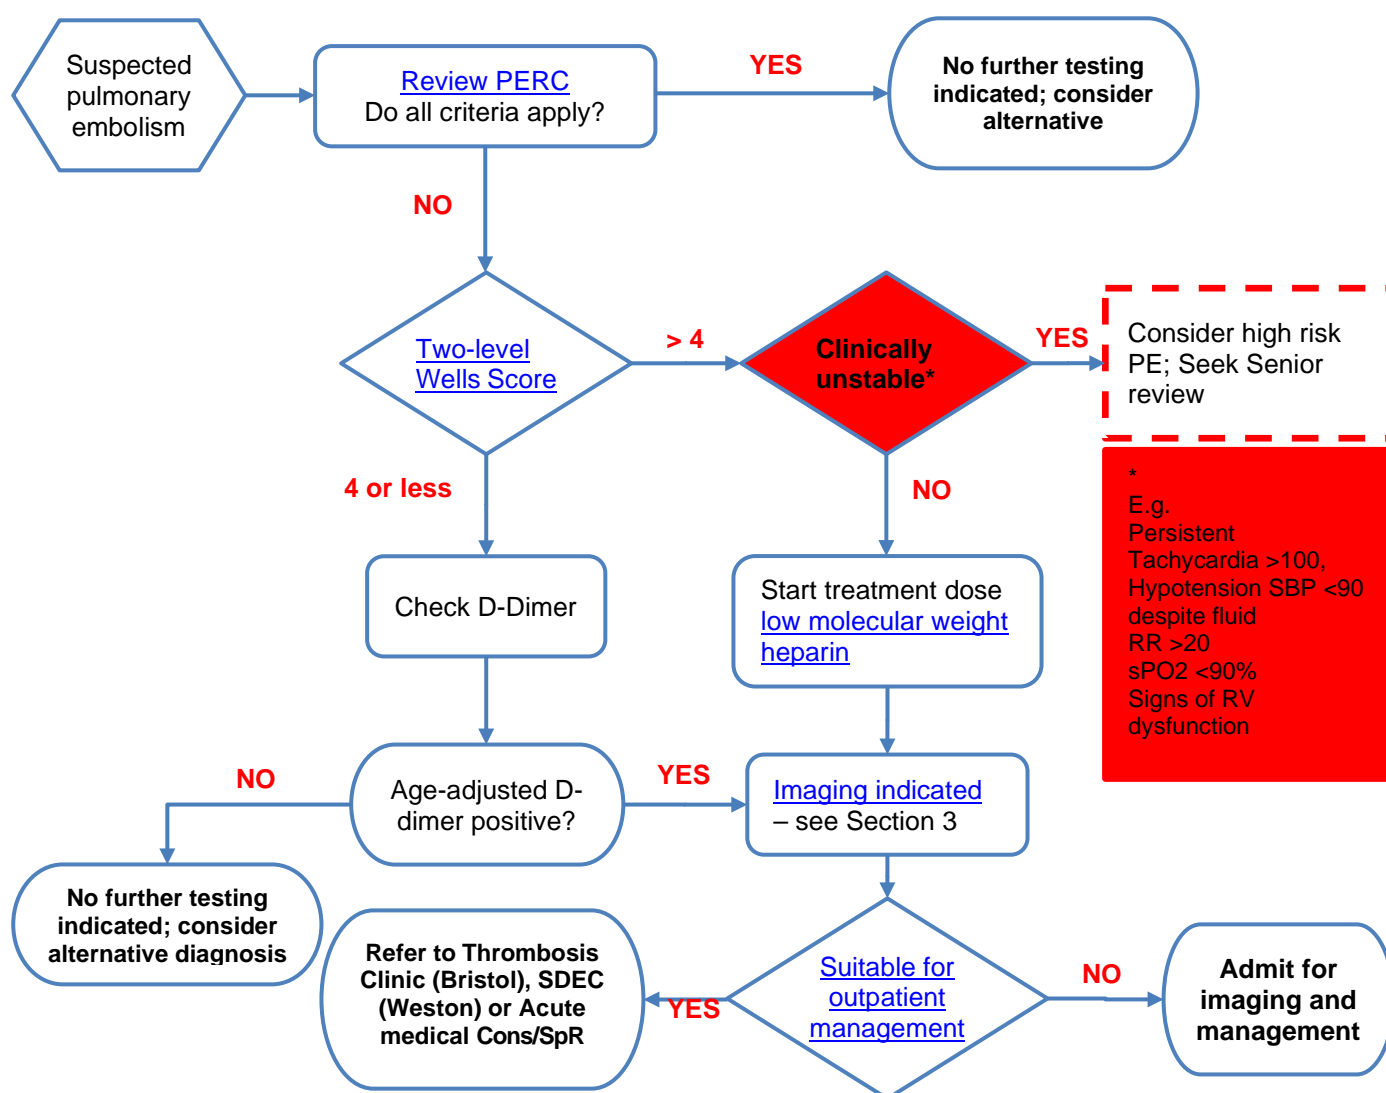 Suspected
pulmonary
embolism
Review PERC
Do all criteria apply?
YES
No further testing
indicated; consider
alternative
NO
Two-level
Wells Score
> 4
Clinically
unstable*
YES
Consider high risk
PE; Seek Senior
review
4 or less
NO
*
E.g.
Persistent
Tachycardia >100,
Hypotension SBP <90
despite fluid
RR >20
sPO2 <90%
Signs of RV
dysfunction
Check D-Dimer
Start treatment dose
low molecular weight
heparin
NO
Age-adjusted D-
dimer positive?
YES
Imaging indicated
– see Section 3
No further testing
indicated; consider
alternative diagnosis
Refer to Thrombosis
Clinic (Bristol), SDEC
(Weston) or Acute
medical Cons/SpR
YES
Suitable for
outpatient
management
NO
Admit for
imaging and
management